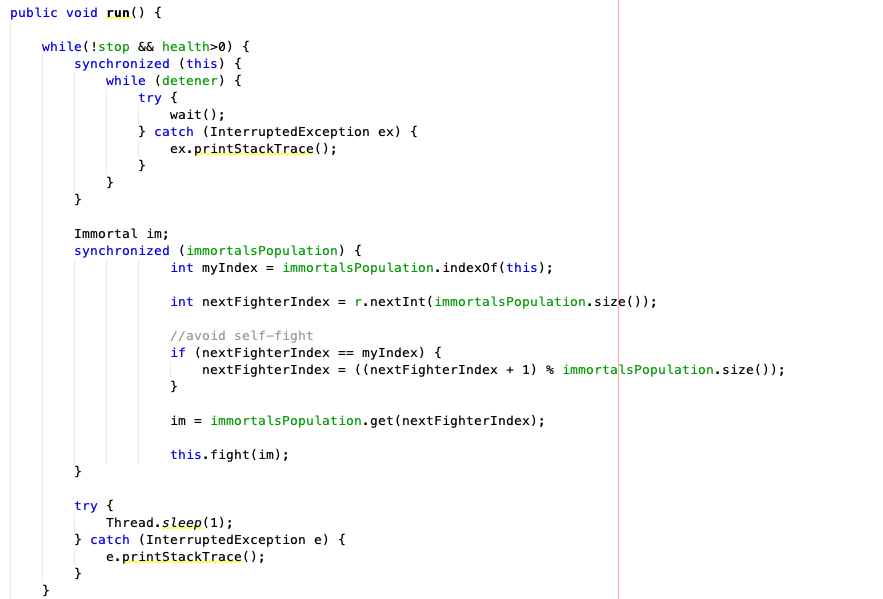 public void run() {
while(!stop && health>0) {
synchronized (this) {
while (detener) {
try {
wait();
} catch (InterruptedException ex) {
ex.printStackTrace();
}
}
}
Immortal im;
synchronized (immortalsPopulation) {
int myIndex = immortalsPopulation.indexOf(this);
int nextFighterIndex = r.nextInt(immortalsPopulation.size());
//avoid self-fight
if (nextFighterIndex == myIndex) {
nextFighterIndex = ((nextFighterIndex + 1) % immortalsPopulation.size());
}
im = immortalsPopulation.get(nextFighterIndex);
this.fight(im);
}
try {
Thread.sleep(1);
} catch (InterruptedException e) {
e.printStackTrace();
}
}